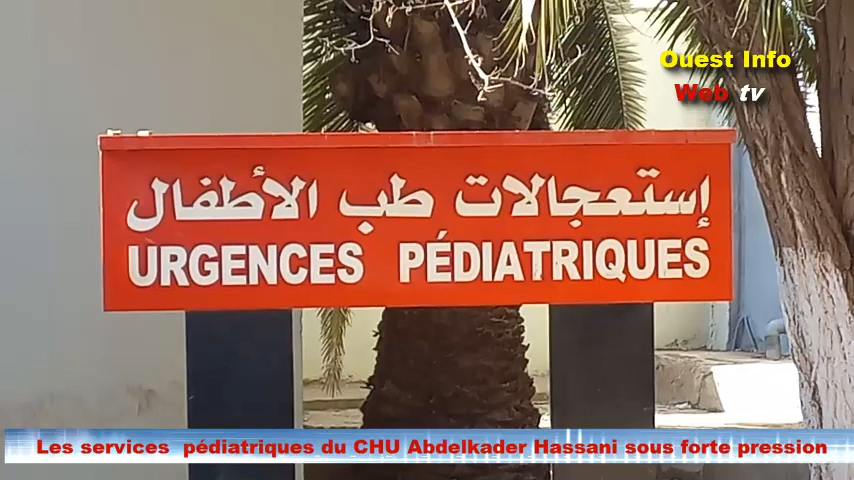 Ouest Info
Web tv
إستعجالات طب الأطفال
URGENCES PÉDIATRIQUES
Les services pédiatriques du CHU Abdelkader Hassani sous forte pression